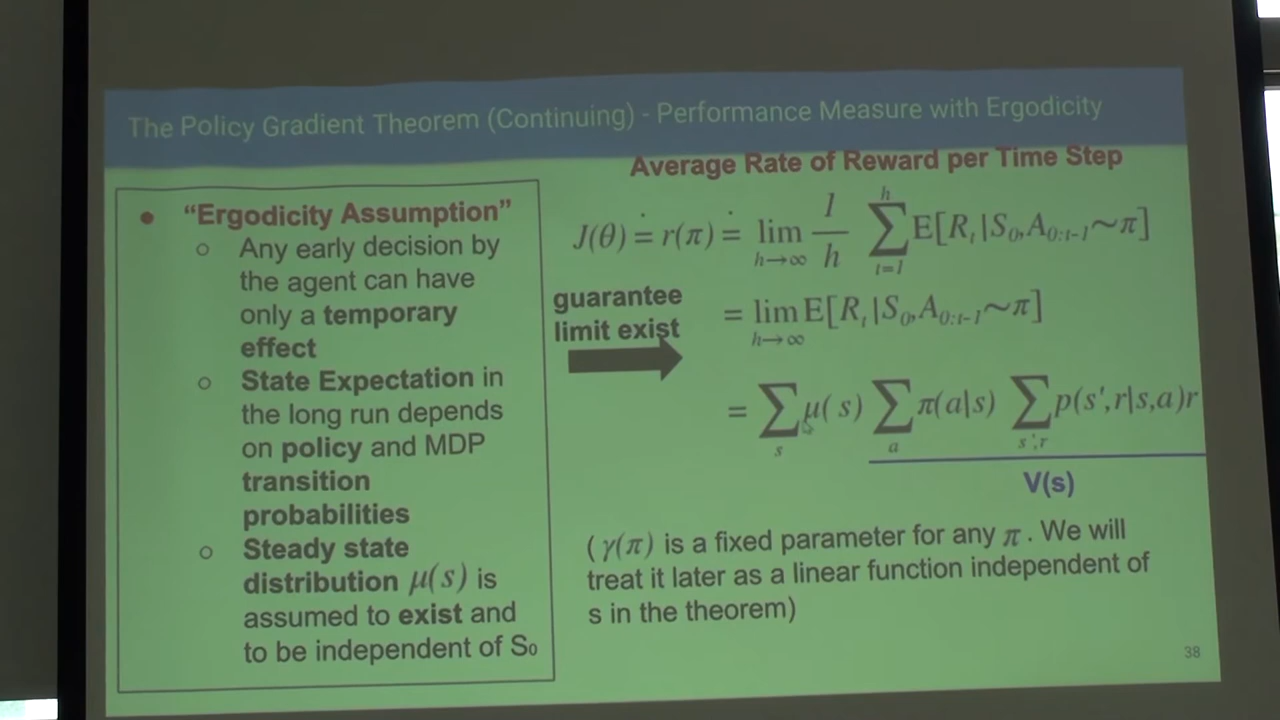 The Policy Gradient Theorem (Continuing) - Performance Measure with Ergodicity
● "Ergodicity Assumption"
○ Any early decision by
the agent can have
only a temporary
effect
○ State Expectation in
the long run depends
on policy and MDP
transition
probabilities
○ Steady state
distribution μ(s) is
assumed to exist and
to be independent of S₀
guarantee
limit exist
Average Rate of Reward per Time Step
J(θ) ≐ r(π) ≐ lim_{h→∞} 1/h ∑_{t=1}^{h} E[R_t|S_0,A_{0:t-1}~π]
= lim_{h→∞} E[R_t|S_0,A_{0:t-1}~π]
= ∑_s μ(s) ∑_a π(a|s) ∑_{s',r} p(s',r|s,a)r
V(s)
( γ(π) is a fixed parameter for any π . We will
treat it later as a linear function independent of
s in the theorem)
38